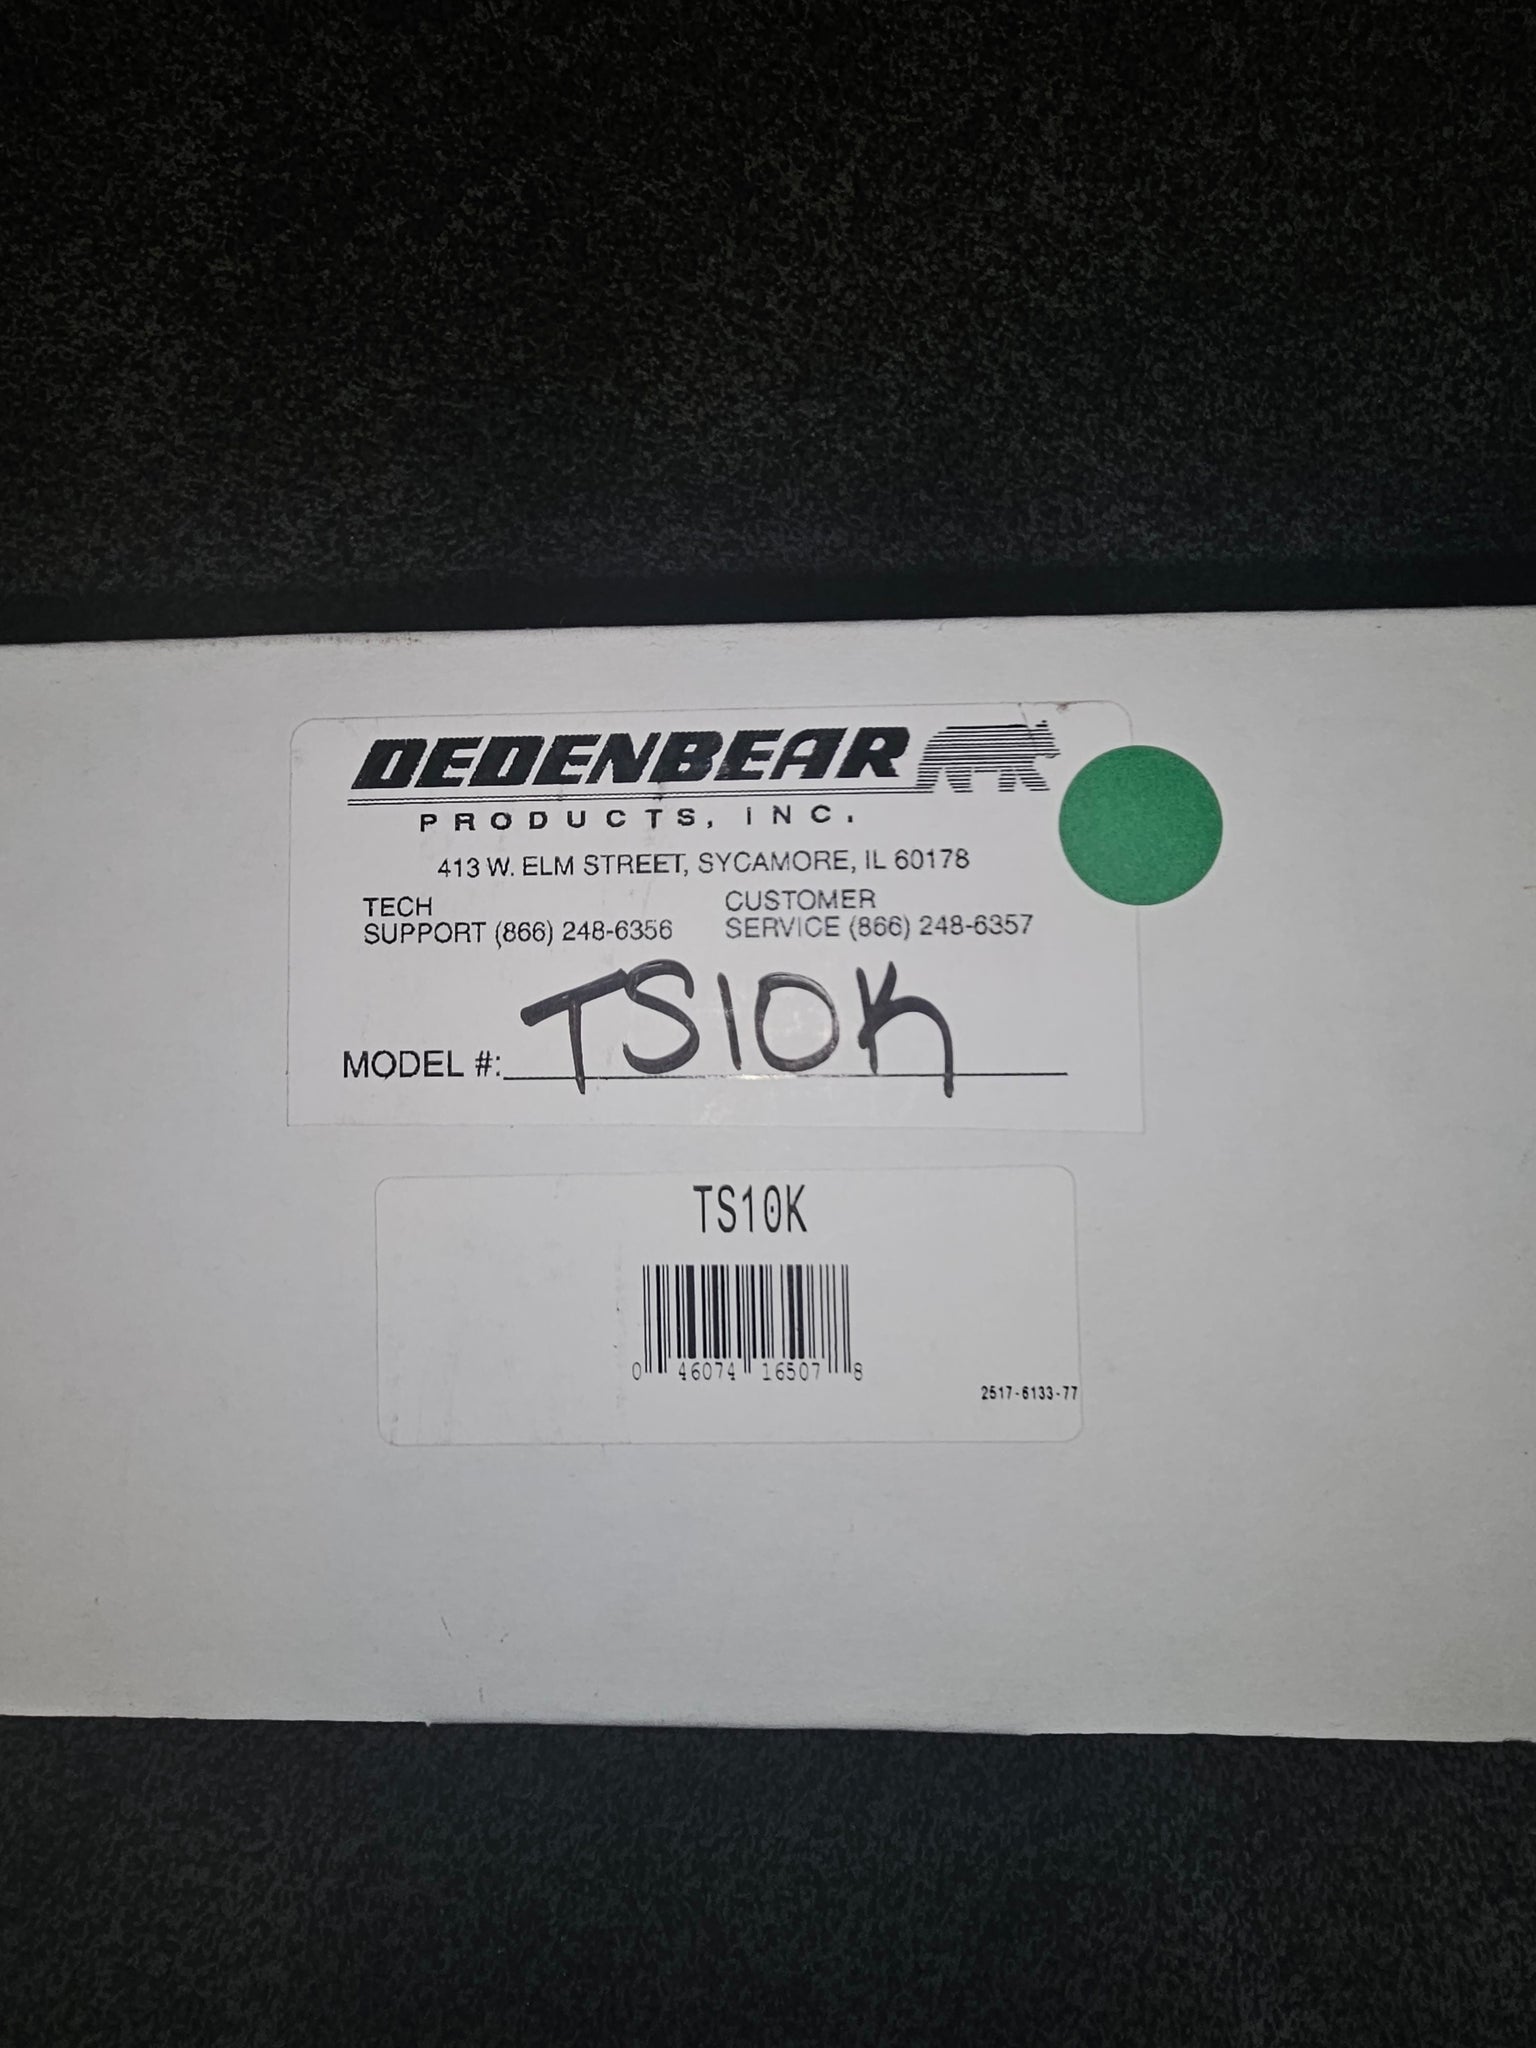 DEDENBEAR
PRODUCTS, INC.
413 W. ELM STREET, SYCAMORE, IL 60178
TECH
SUPPORT (866) 248-6356
CUSTOMER
SERVICE (866) 248-6357
MODEL #: TS10K
TS10K
0 46074 16507 8
2517-6133-77